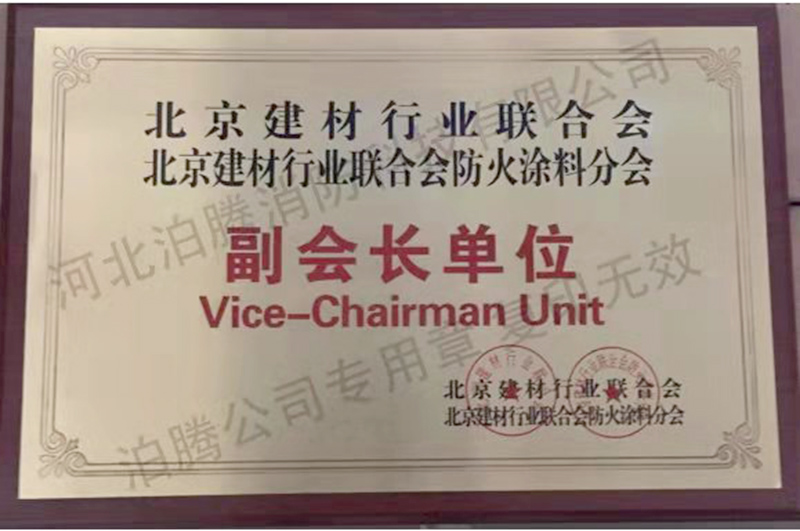 北京建材行业联合会
北京建材行业联合会防火涂料分会
副会长单位
Vice-Chairman Unit
北京建材行业联合会
北京建材行业联合会防火涂料分会
河北泊腾消防科技有限公司
泊腾公司专用章 复印无效